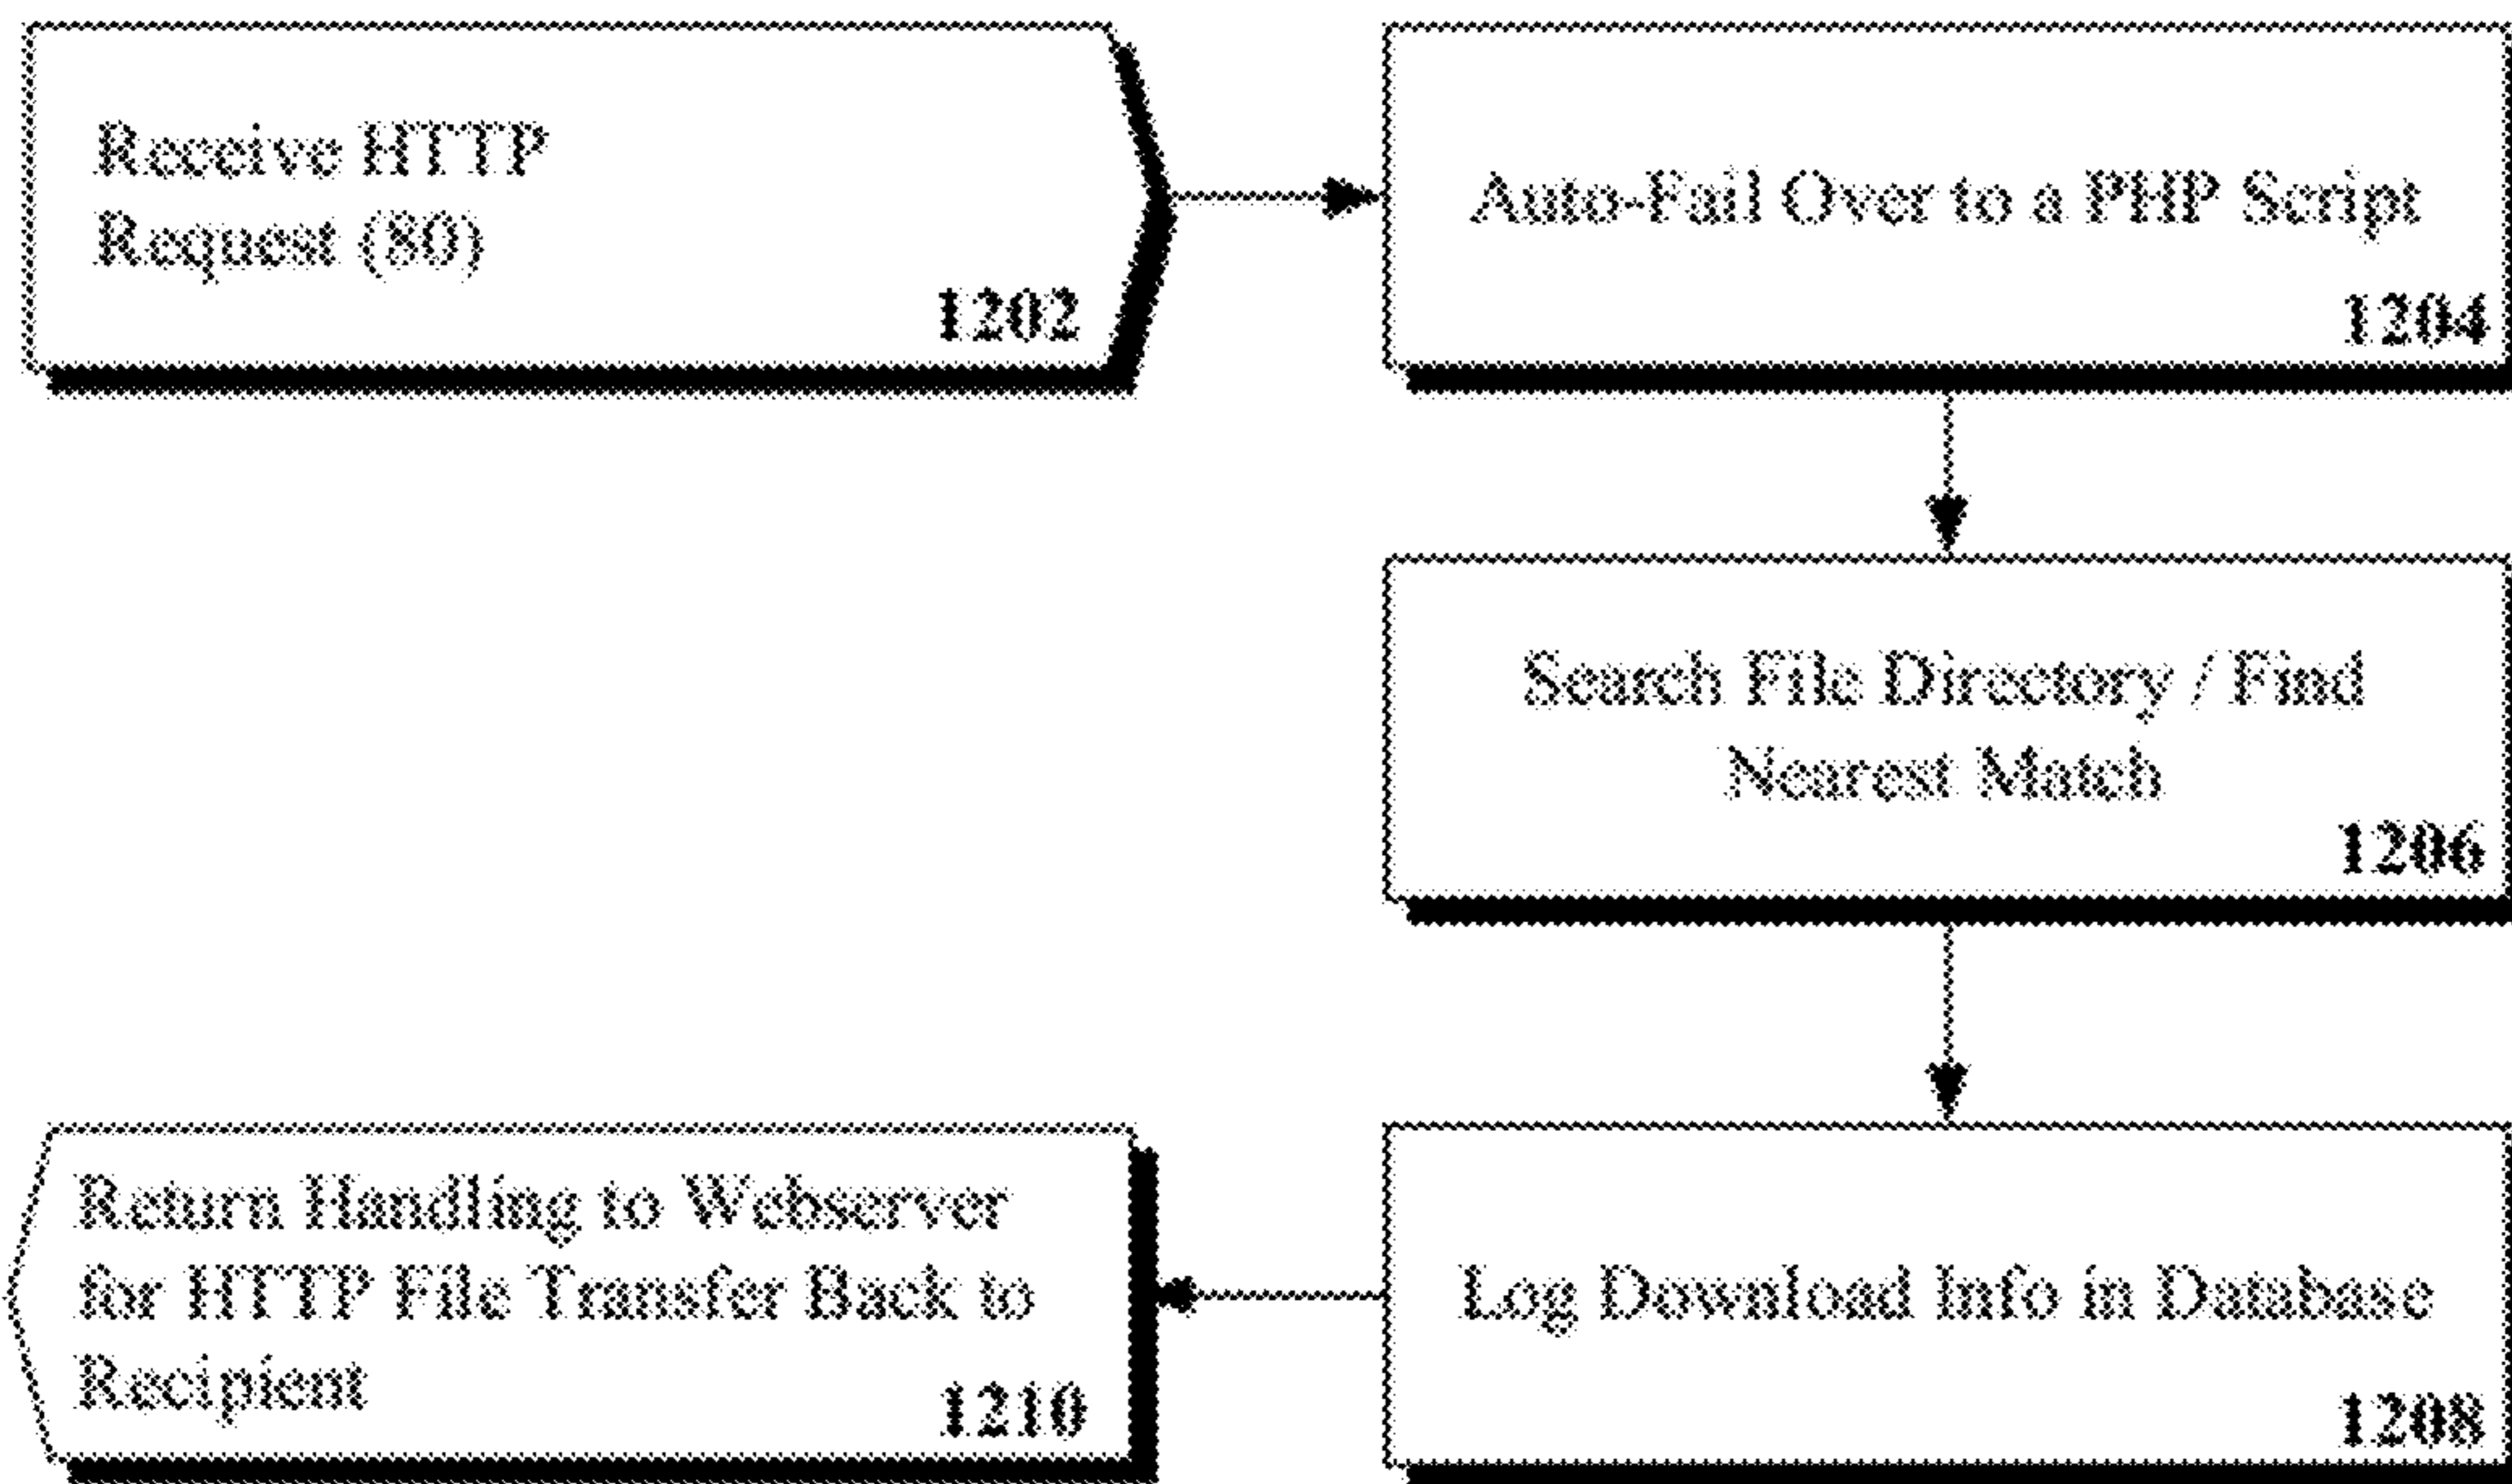 Receive HTTP
Request (80)
1202
Auto-Fail Over to a PHP Script
1204
Search File Directory / Find
Nearest Match
1206
Log Download Info in Database
1208
Return Handling to Webserver
for HTTP File Transfer Back to
Recipient
1210